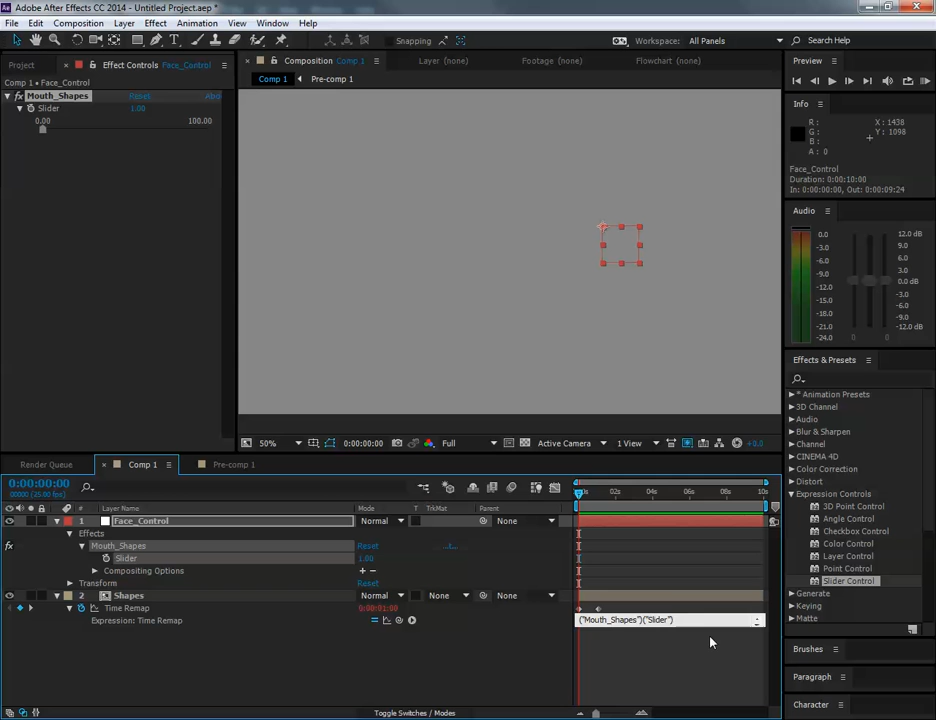 Adobe After Effects CC 2014 - Untitled Project.aep *
File Edit Composition Layer Effect Animation View Window Help
Snapping Workspace: All Panels Search Help
Project Effect Controls Face_Control
Comp 1 • Face_Control
Mouth_Shapes Reset
Slider 1.00
0.00 100.00
Composition Comp 1 Layer (none) Footage (none) Flowchart (none)
Comp 1 Pre-comp 1
50% 0:00:00:00 Full Active Camera 1 View +0.0
Preview
Info
R : X : 1438
G : Y : 1098
B :
A : 0
Face_Control
Duration: 0:00:10:00
In: 0:00:00:00, Out: 0:00:09:24
Audio
0.0 12.0 dB
-3.0 9.0
-6.0 6.0
-9.0 3.0
-12.0 0.0 dB
-15.0 -3.0
-18.0 -6.0
-21.0 -9.0
-24.0 -12.0 dB
Effects & Presets
* Animation Presets
3D Channel
Audio
Blur & Sharpen
Channel
CINEMA 4D
Color Correction
Distort
Expression Controls
3D Point Control
Angle Control
Checkbox Control
Color Control
Layer Control
Point Control
Slider Control
Generate
Keying
Matte
Brushes
Paragraph
Character
Render Queue Comp 1 Pre-comp 1
0:00:00:00
00000 (25.00 fps)
02s 04s 06s 08s 10s
# Layer Name Mode T TrkMat Parent
1 Face_Control Normal None
Effects
Mouth_Shapes Reset
Slider 1.00
Compositing Options + −
Transform Reset
2 Shapes Normal None None
Time Remap 0:00:01:00
Expression: Time Remap
("Mouth_Shapes")("Slider")
Toggle Switches / Modes